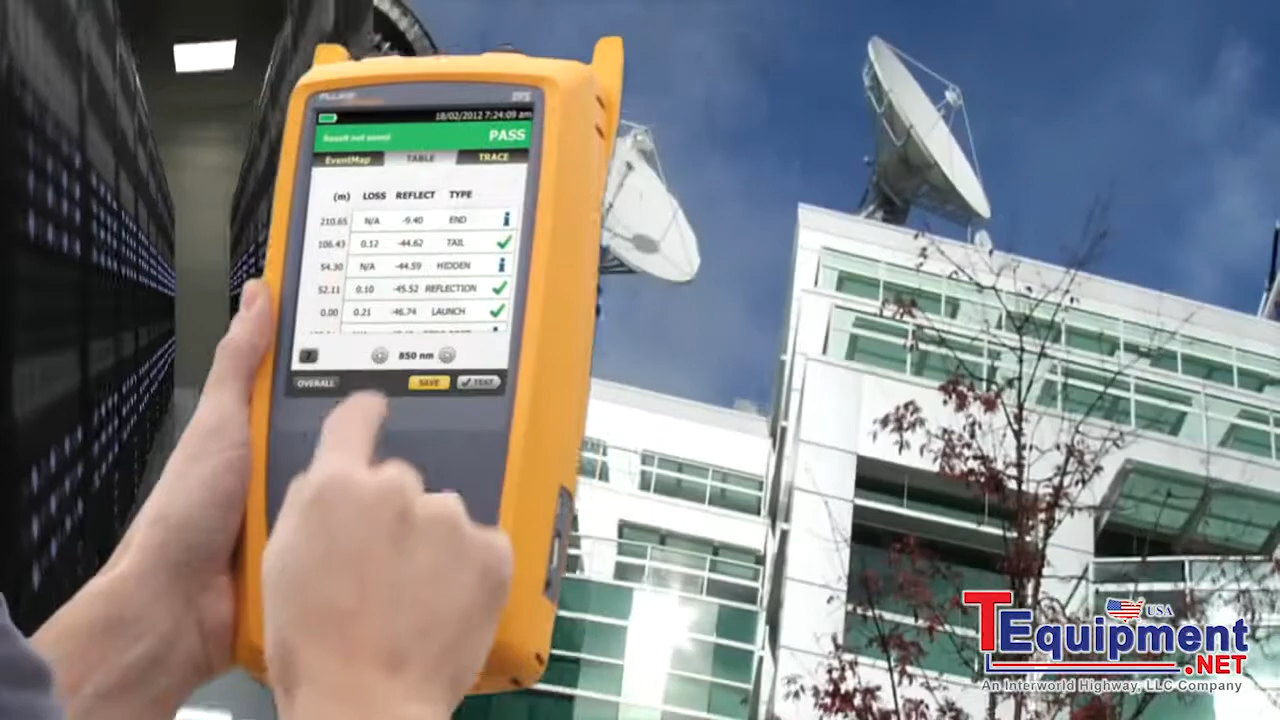 FLUKE
18/02/2012 7:24:09 am
Result not saved PASS
EventMap TABLE TRACE
(m) LOSS REFLECT TYPE
210.65 N/A -9.40 END
106.43 0.12 -44.62 TAIL
54.30 N/A -44.59 HIDDEN
52.11 0.10 -45.52 REFLECTION
0.00 0.21 -46.74 LAUNCH
? 850 nm
OVERALL SAVE TEST
USA
TEquipment
.NET
An Interworld Highway, LLC Company